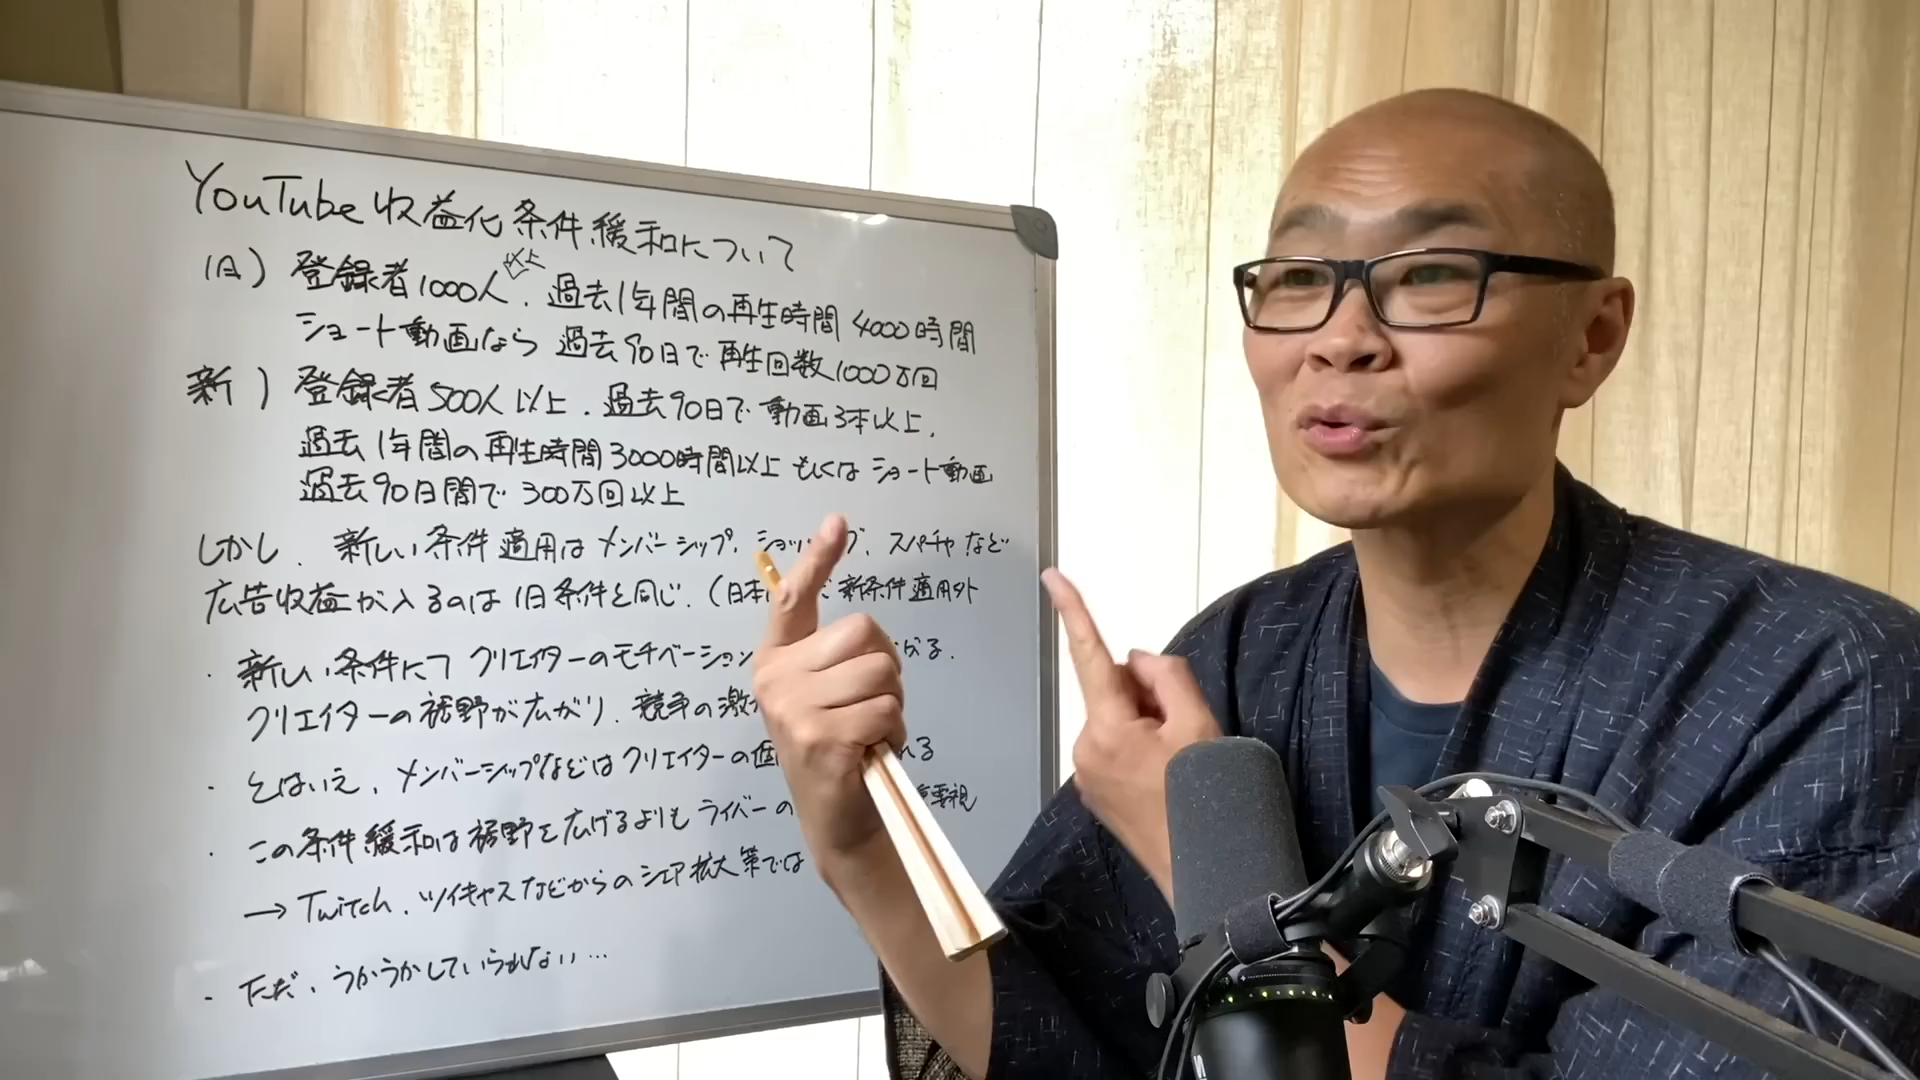 YouTube収益化条件緩和について
旧) 登録者1000人以上. 過去1年間の再生時間 4000時間
ショート動画なら 過去90日で再生回数1000万回
新) 登録者500人以上. 過去90日で動画3本以上.
過去1年間の再生時間3000時間以上 もしくは ショート動画
過去90日間で 300万回以上
しかし. 新しい条件適用はメンバーシップ. ショッ グ. スパチャなど
広告収益が入るのは旧条件と同じ. (日本 新条件適用外
・新しい条件にて クリエイターのモチベーション がる.
クリエイターの裾野が広がり. 競争の激
・とはいえ. メンバーシップなどはクリエイターの個 れる
・この条件緩和は裾野を広げるよりも ライバーの 重視
→ Twitch. ツイキャスなどからのシェア拡大策では
・ただ. うかうかしていられない…